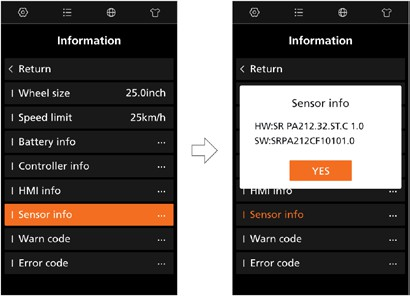 Information
< Return
| Wheel size 25.0inch
| Speed limit 25km/h
| Battery info ...
| Controller info ...
| HMI info ...
| Sensor info ...
| Warn code ...
| Error code ...
Information
< Return
Sensor info
HW:SR PA212.32.ST.C 1.0
SW:SRPA212CF10101.0
YES
| HMI info ...
| Sensor info ...
| Warn code ...
| Error code ...